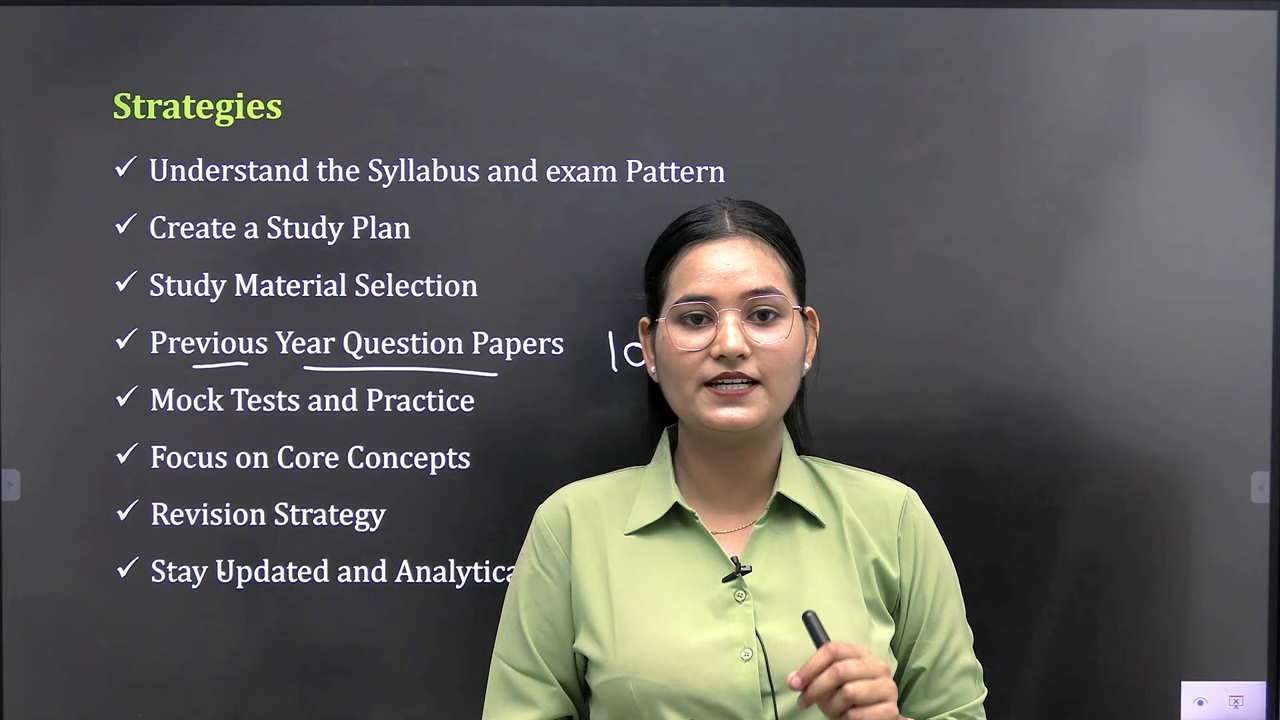 Strategies
✓ Understand the Syllabus and exam Pattern
✓ Create a Study Plan
✓ Study Material Selection
✓ Previous Year Question Papers
✓ Mock Tests and Practice
✓ Focus on Core Concepts
✓ Revision Strategy
✓ Stay Updated and